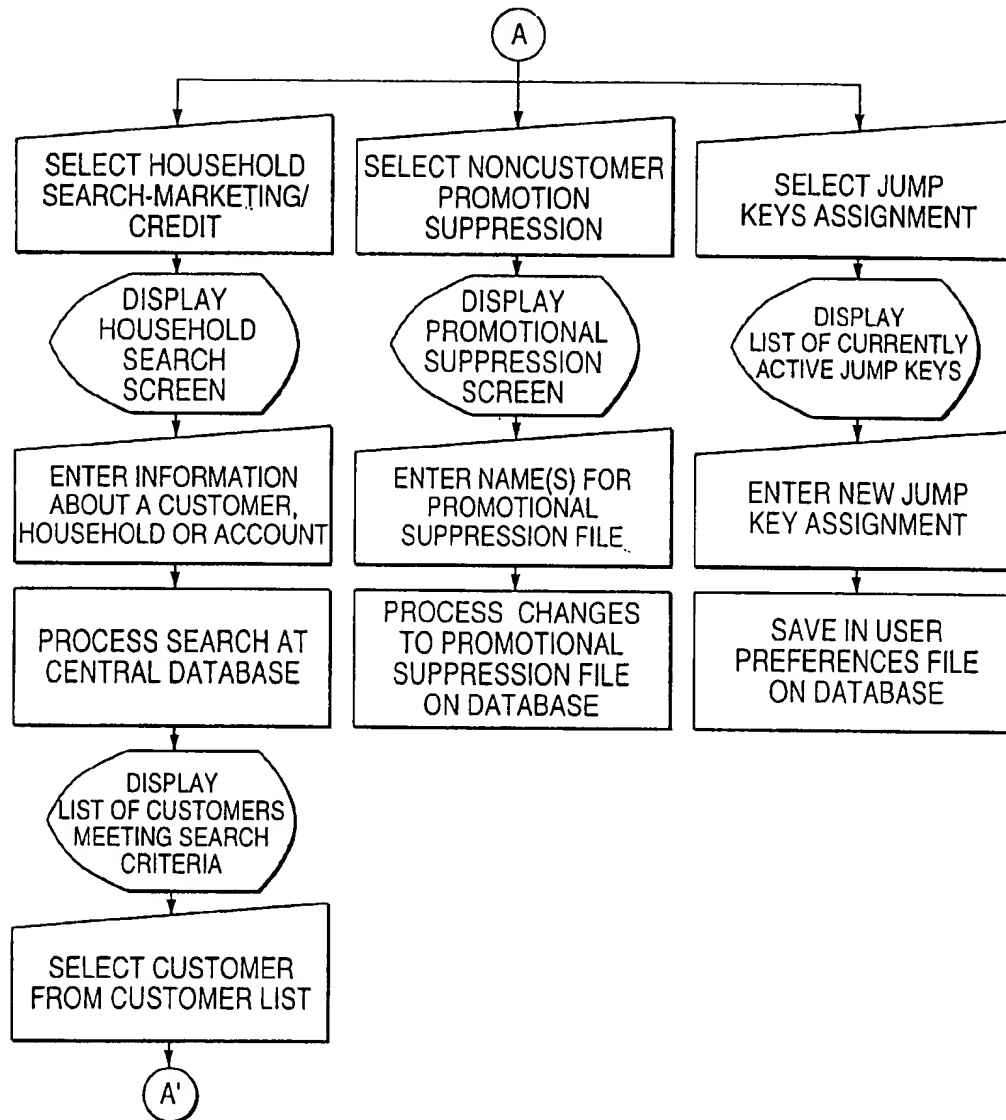 A
SELECT HOUSEHOLD
SEARCH-MARKETING/
CREDIT
DISPLAY
HOUSEHOLD
SEARCH
SCREEN
ENTER INFORMATION
ABOUT A CUSTOMER,
HOUSEHOLD OR ACCOUNT
PROCESS SEARCH AT
CENTRAL DATABASE
DISPLAY
LIST OF CUSTOMERS
MEETING SEARCH
CRITERIA
SELECT CUSTOMER
FROM CUSTOMER LIST
A'
SELECT NONCUSTOMER
PROMOTION
SUPPRESSION
DISPLAY
PROMOTIONAL
SUPPRESSION
SCREEN
ENTER NAME(S) FOR
PROMOTIONAL
SUPPRESSION FILE
PROCESS CHANGES
TO PROMOTIONAL
SUPPRESSION FILE
ON DATABASE
SELECT JUMP
KEYS ASSIGNMENT
DISPLAY
LIST OF CURRENTLY
ACTIVE JUMP KEYS
ENTER NEW JUMP
KEY ASSIGNMENT
SAVE IN USER
PREFERENCES FILE
ON DATABASE